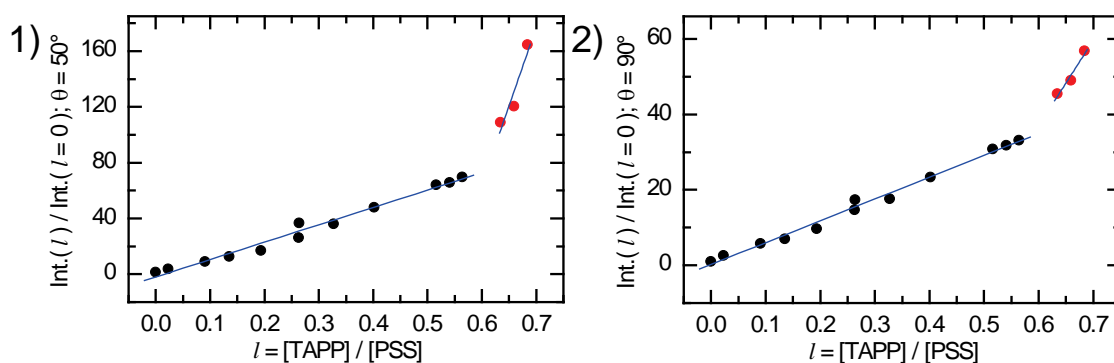 1)
Int.( l ) / Int.( l = 0 ); θ = 50°
160
120
80
40
0
0.0 0.1 0.2 0.3 0.4 0.5 0.6 0.7
l = [TAPP] / [PSS]
2)
Int.( l ) / Int.( l = 0 ); θ = 90°
60
40
20
0
0.0 0.1 0.2 0.3 0.4 0.5 0.6 0.7
l = [TAPP] / [PSS]